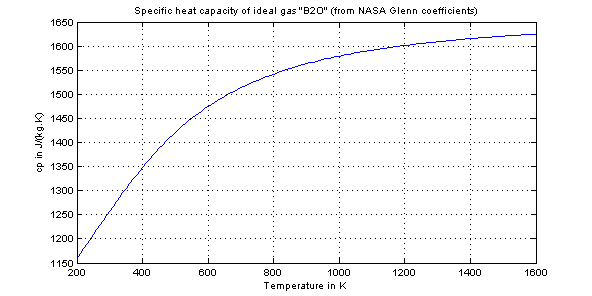 Specific heat capacity of ideal gas "B2O" (from NASA Glenn coefficients)
1650
1600
1550
1500
1450
1400
1350
1300
1250
1200
1150
cp in J/(kg.K)
200 400 600 800 1000 1200 1400 1600
Temperature in K